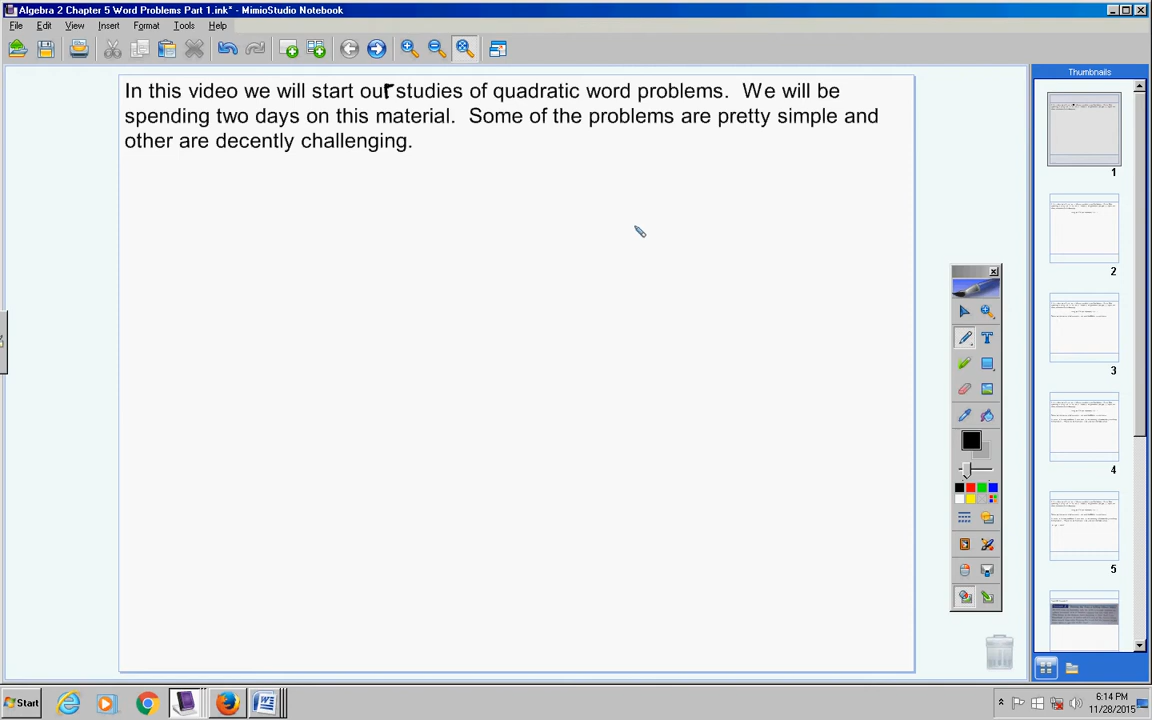 Algebra 2 Chapter 5 Word Problems Part 1.ink* - MimioStudio Notebook
File Edit View Insert Format Tools Help
In this video we will start our studies of quadratic word problems. We will be
spending two days on this material. Some of the problems are pretty simple and
other are decently challenging.
Thumbnails
1
2
3
4
5
Start
6:14 PM
11/28/2015